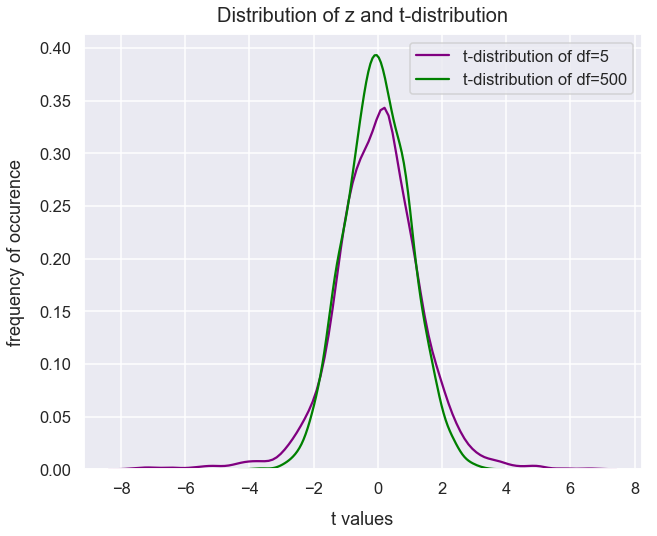 Distribution of z and t-distribution
t-distribution of df=5
t-distribution of df=500
frequency of occurence
0.40
0.35
0.30
0.25
0.20
0.15
0.10
0.05
0.00
−8 −6 −4 −2 0 2 4 6 8
t values